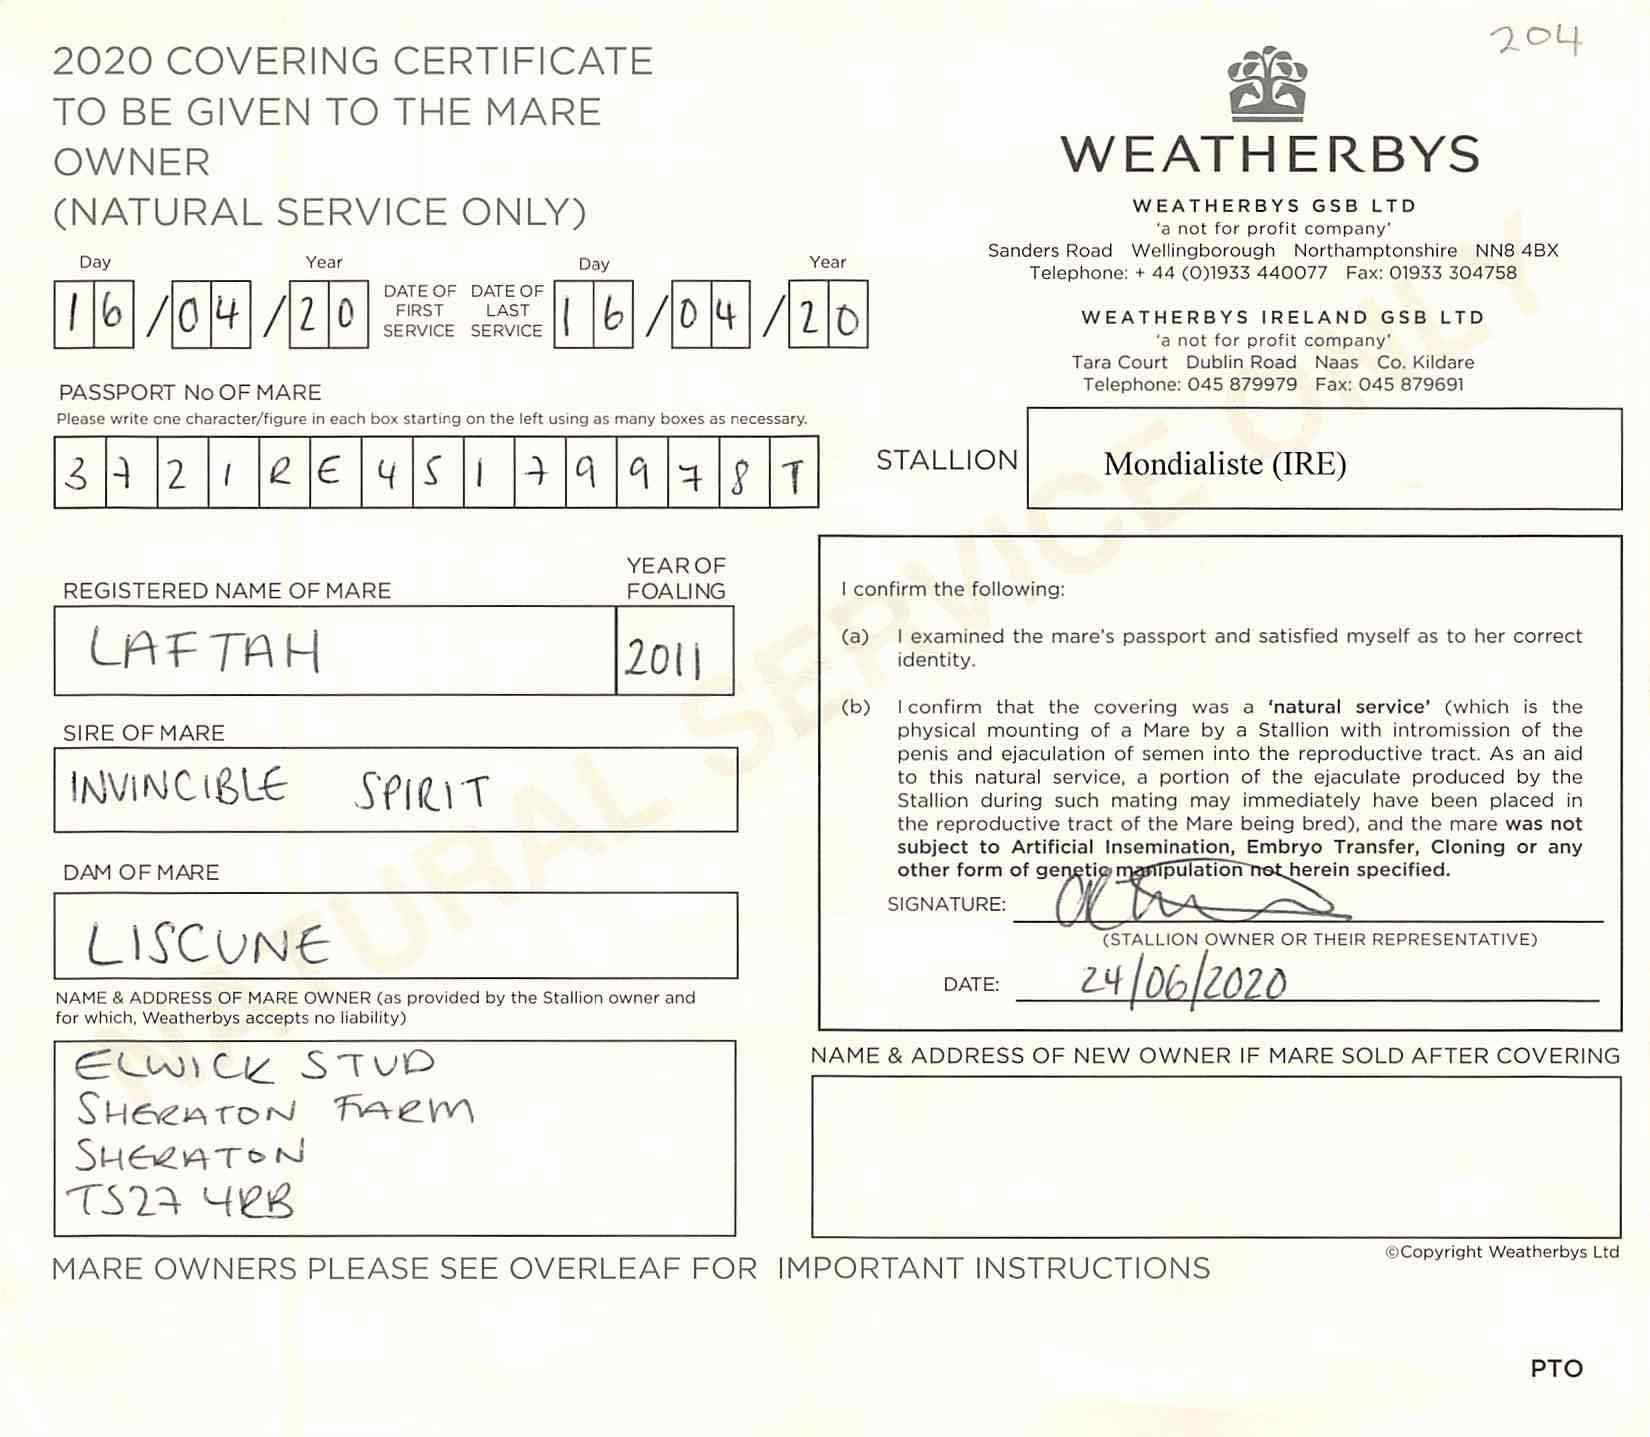 204
2020 COVERING CERTIFICATE
TO BE GIVEN TO THE MARE
OWNER
(NATURAL SERVICE ONLY)
WEATHERBYS
WEATHERBYS GSB LTD
'a not for profit company'
Sanders Road Wellingborough Northamptonshire NN8 4BX
Telephone: + 44 (0)1933 440077 Fax: 01933 304758
WEATHERBYS IRELAND GSB LTD
'a not for profit company'
Tara Court Dublin Road Naas Co. Kildare
Telephone: 045 879979 Fax: 045 879691
Day Year
16/04/20
DATE OF
FIRST
SERVICE
DATE OF
LAST
SERVICE
Day Year
16/04/20
PASSPORT No OF MARE
Please write one character/figure in each box starting on the left using as many boxes as necessary.
3721RE45179978T
STALLION
Mondialiste (IRE)
REGISTERED NAME OF MARE
LAFTAH
YEAR OF
FOALING
2011
SIRE OF MARE
INVINCIBLE SPIRIT
DAM OF MARE
LISCUNE
NAME & ADDRESS OF MARE OWNER (as provided by the Stallion owner and
for which, Weatherbys accepts no liability)
ELWICK STUD
SHERATON FARM
SHERATON
TS27 4RB
I confirm the following:
(a) I examined the mare's passport and satisfied myself as to her correct
identity.
(b) I confirm that the covering was a 'natural service' (which is the
physical mounting of a Mare by a Stallion with intromission of the
penis and ejaculation of semen into the reproductive tract. As an aid
to this natural service, a portion of the ejaculate produced by the
Stallion during such mating may immediately have been placed in
the reproductive tract of the Mare being bred), and the mare was not
subject to Artificial Insemination, Embryo Transfer, Cloning or any
other form of genetic manipulation not herein specified.
SIGNATURE:
(STALLION OWNER OR THEIR REPRESENTATIVE)
DATE: 24/06/2020
NAME & ADDRESS OF NEW OWNER IF MARE SOLD AFTER COVERING
©Copyright Weatherbys Ltd
MARE OWNERS PLEASE SEE OVERLEAF FOR IMPORTANT INSTRUCTIONS
PTO
NATURAL SERVICE ONLY